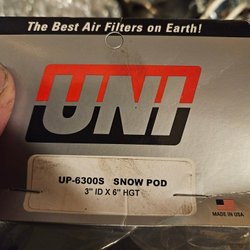 The Best Air Filters on Earth!
UNI
UP-6300S SNOW POD
3" ID X 6" HGT
MADE IN USA